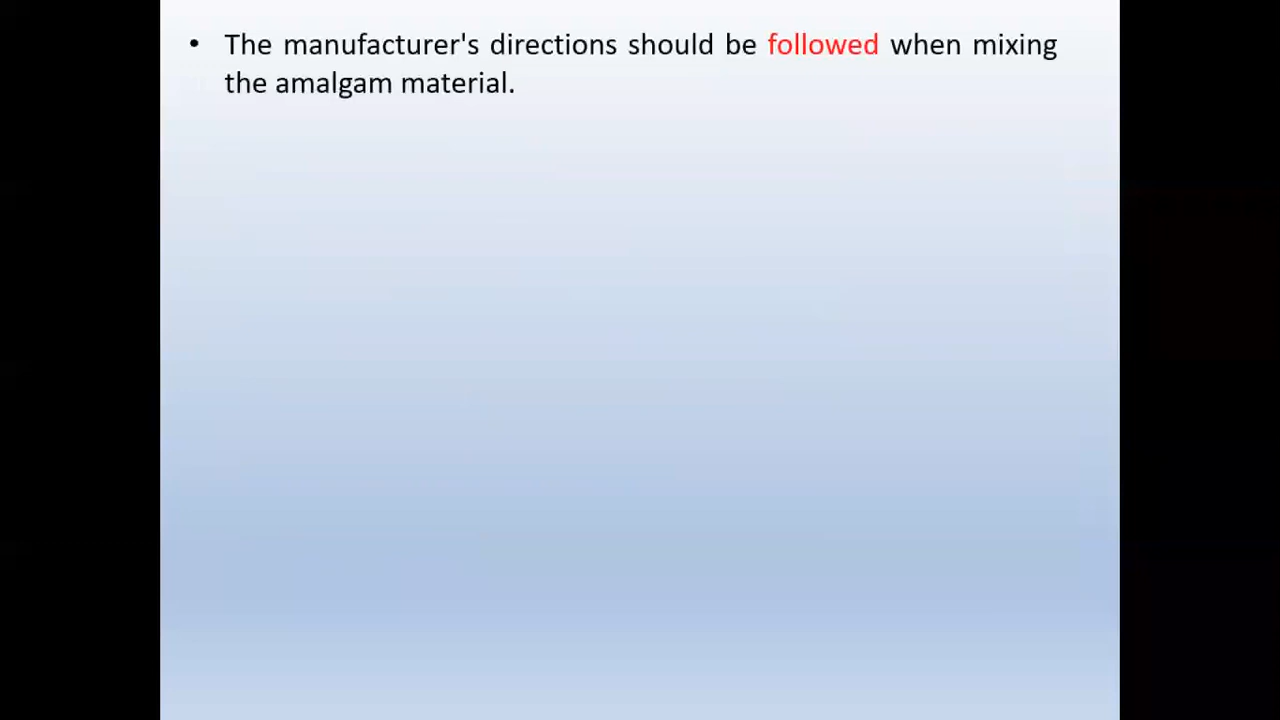 • The manufacturer's directions should be followed when mixing
the amalgam material.